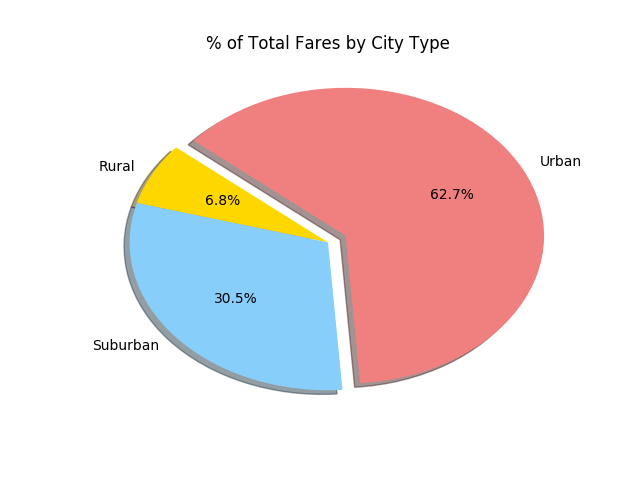 % of Total Fares by City Type
Urban
62.7%
Rural
6.8%
30.5%
Suburban